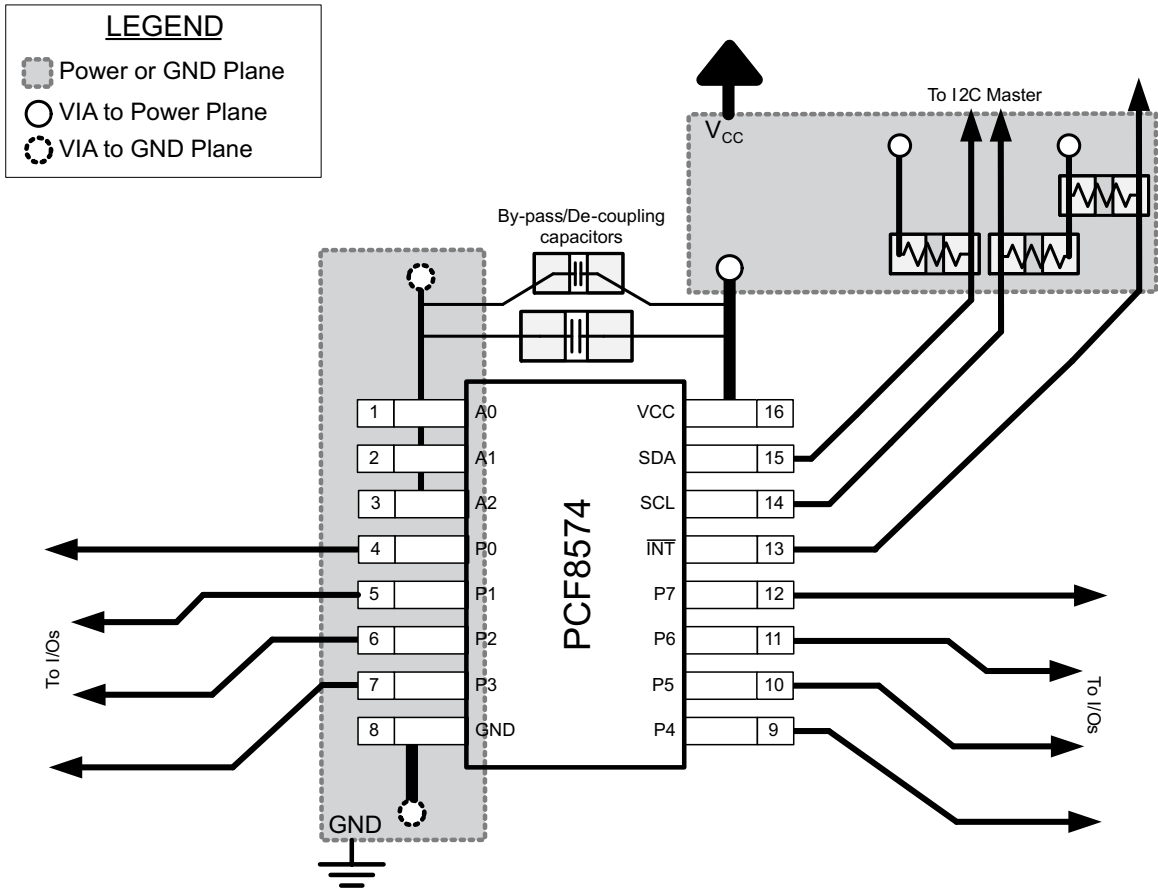 LEGEND
Power or GND Plane
VIA to Power Plane
VIA to GND Plane
To I2C Master
VCC
By-pass/De-coupling
capacitors
1 A0
2 A1
3 A2
4 P0
5 P1
6 P2
7 P3
8 GND
PCF8574
VCC 16
SDA 15
SCL 14
INT 13
P7 12
P6 11
P5 10
P4 9
To I/Os
To I/Os
GND